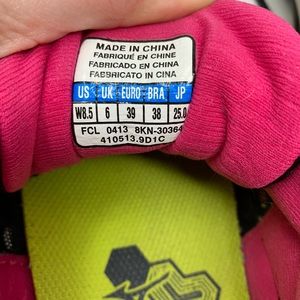 MADE IN CHINA
FABRIQUÉ EN CHINE
FABRICADO EN CHINA
FABBRICATO IN CINA
US UK EURO BRA JP
W8.5 6 39 38 25.0
FCL 0413 8KN-30364
410513.9D1C